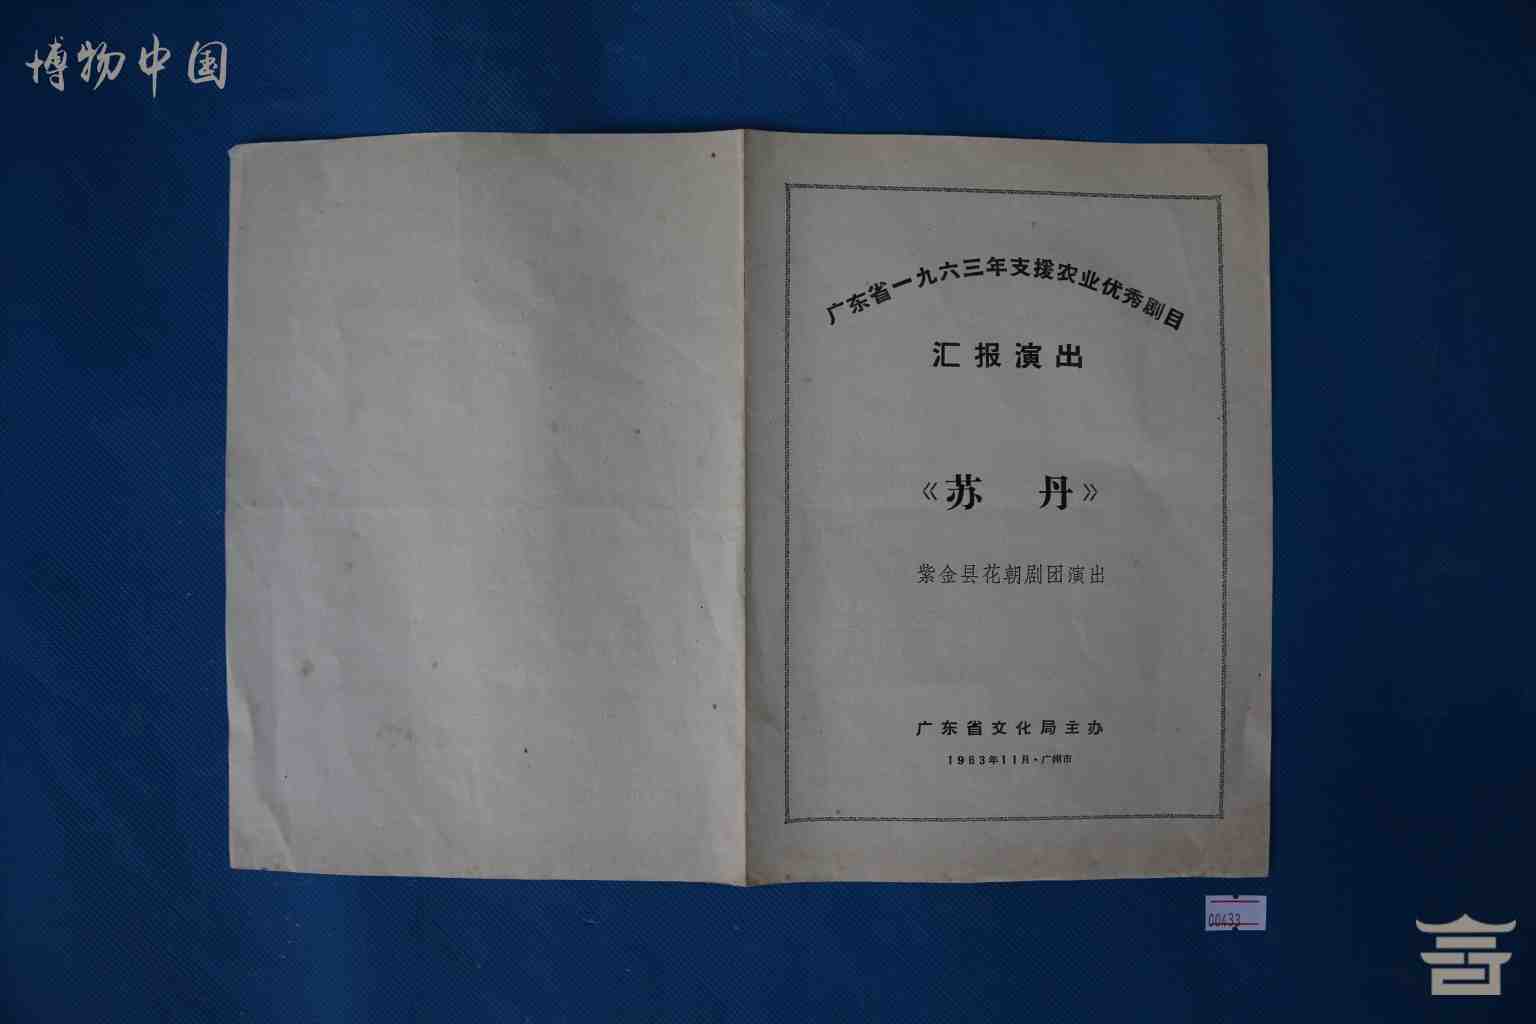 博物中国
广东省一九六三年支援农业优秀剧目
汇报演出
《苏 丹》
紫金县花朝剧团演出
广东省文化局主办
1963年11月·广州市
00433